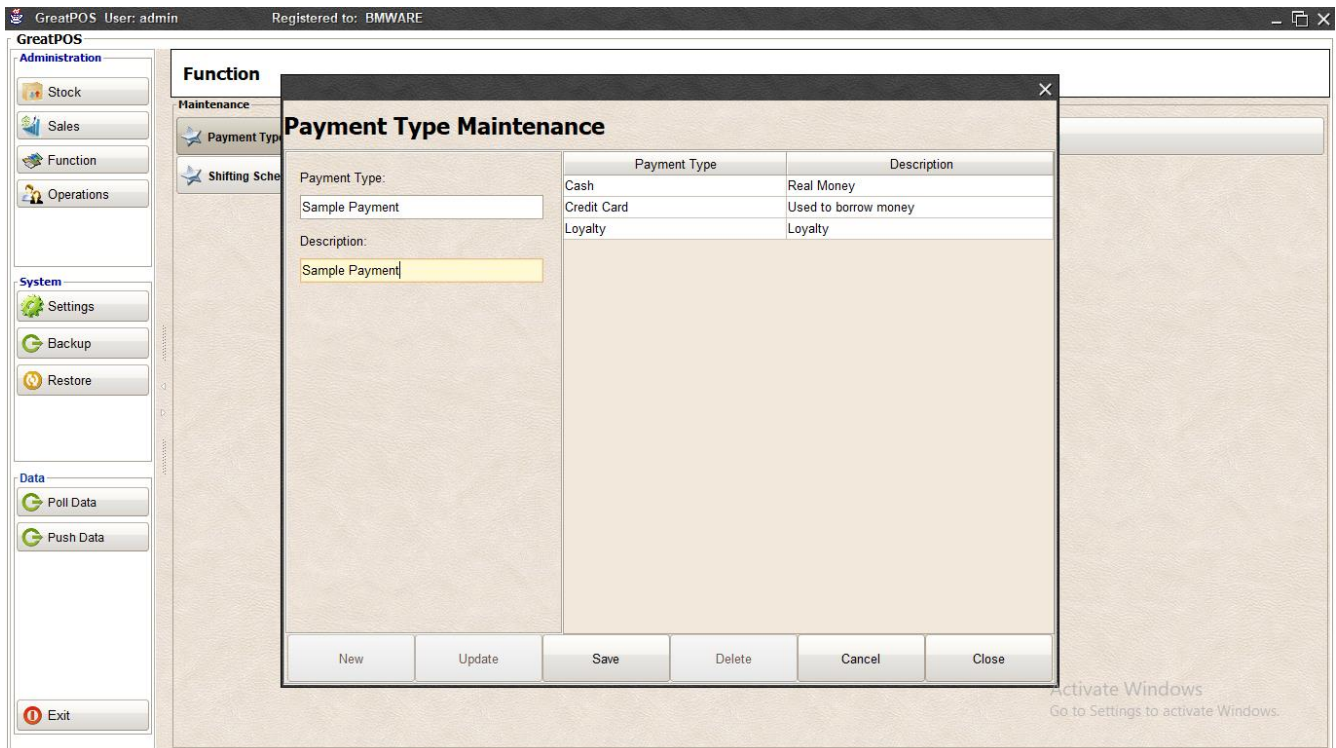 GreatPOS User: admin Registered to: BMWARE
GreatPOS
Administration
Stock
Sales
Function
Operations
System
Settings
Backup
Restore
Data
Poll Data
Push Data
Exit
Function
Maintenance
Payment Type
Shifting Sche
Payment Type Maintenance
Payment Type:
Sample Payment
Description:
Sample Payment
Payment Type Description
Cash Real Money
Credit Card Used to borrow money
Loyalty Loyalty
New Update Save Delete Cancel Close
Activate Windows
Go to Settings to activate Windows.